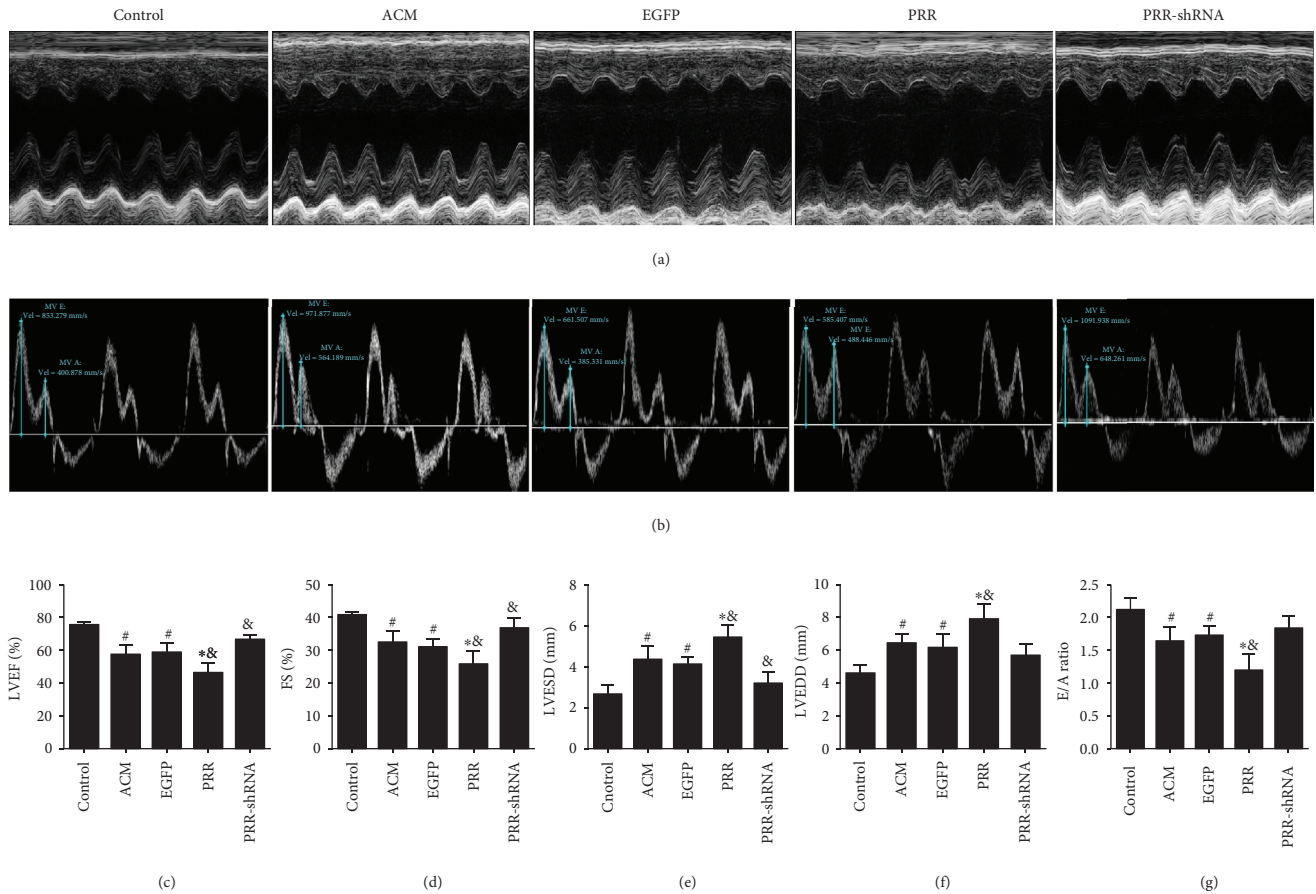 Control
ACM
EGFP
PRR
PRR-shRNA
(a)
MV E:
Vel = 853.279 mm/s
MV A:
Vel = 400.878 mm/s
MV E:
Vel = 971.877 mm/s
MV A:
Vel = 564.189 mm/s
MV E:
Vel = 661.507 mm/s
MV A:
Vel = 385.331 mm/s
MV E:
Vel = 585.407 mm/s
MV E:
Vel = 488.446 mm/s
MV E:
Vel = 1091.938 mm/s
MV A:
Vel = 648.261 mm/s
(b)
LVEF (%)
100
80
60
40
20
0
#
#
*&
&
Control
ACM
EGFP
PRR
PRR-shRNA
(c)
FS (%)
50
40
30
20
10
0
#
#
*&
&
Control
ACM
EGFP
PRR
PRR-shRNA
(d)
LVESD (mm)
8
6
4
2
0
#
#
*&
&
Cnotrol
ACM
EGFP
PRR
PRR-shRNA
(e)
LVEDD (mm)
10
8
6
4
2
0
#
#
*&
Control
ACM
EGFP
PRR
PRR-shRNA
(f)
E/A ratio
2.5
2.0
1.5
1.0
0.5
0.0
#
#
*&
Control
ACM
EGFP
PRR
PRR-shRNA
(g)